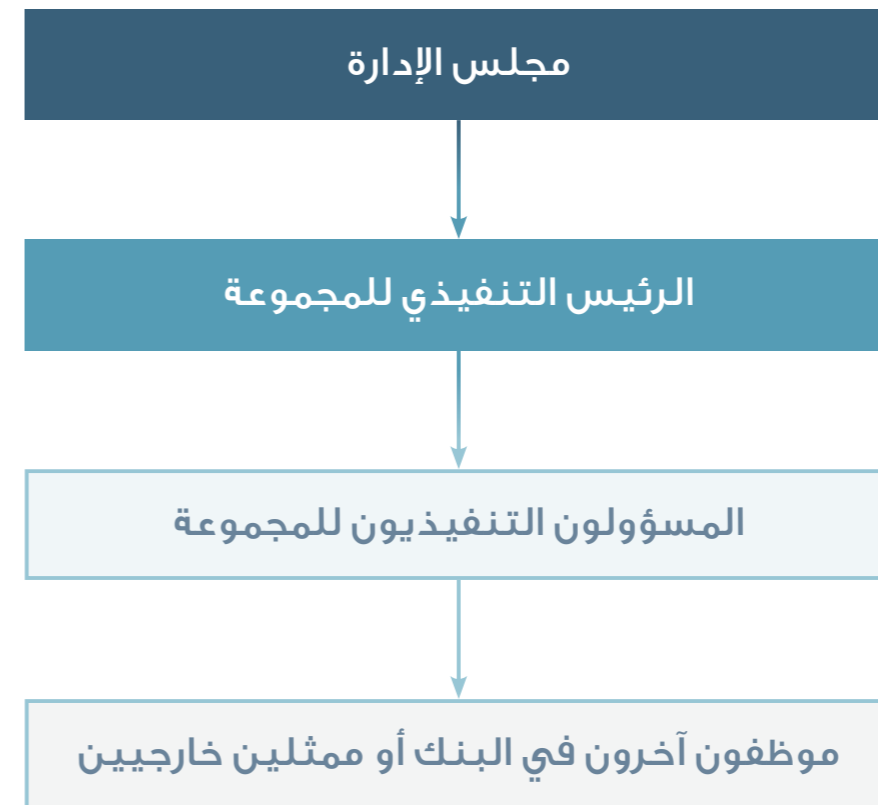 مجلس الإدارة
الرئيس التنفيذي للمجموعة
المسؤولون التنفيذيون للمجموعة
موظفون آخرون في البنك أو ممثلين خارجيين